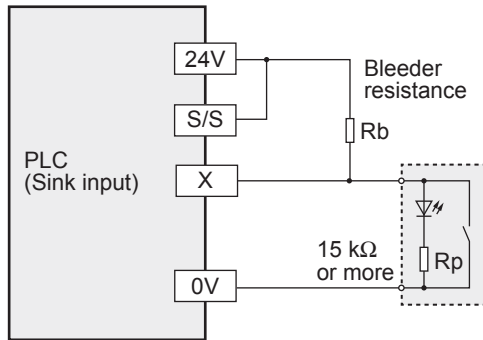 24V
Bleeder
resistance
S/S
Rb
PLC
(Sink input)
X
15 kΩ
or more
Rp
0V